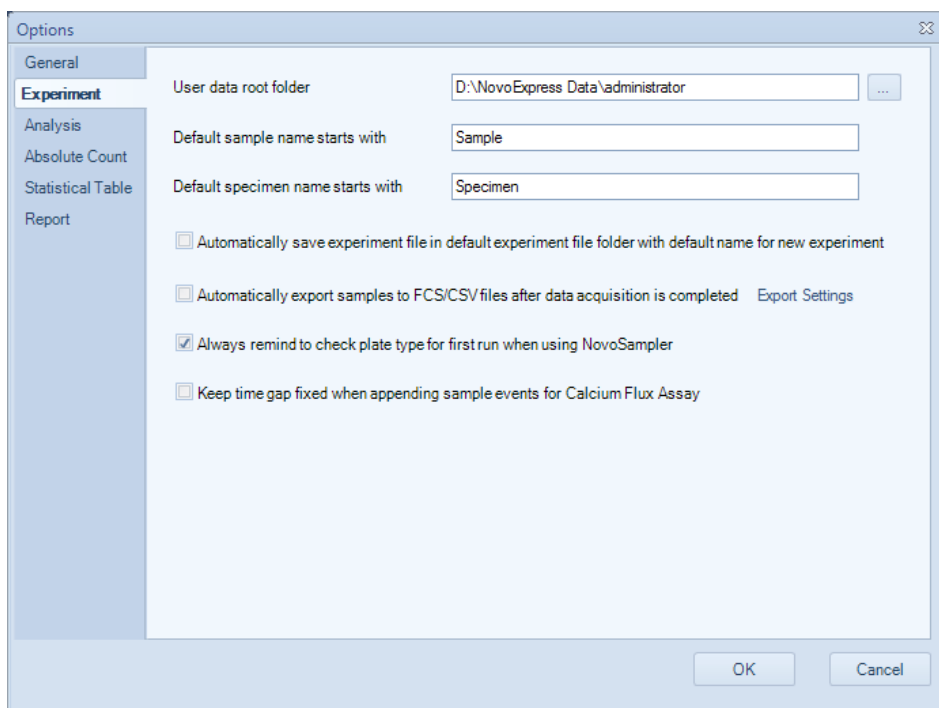 Options
General
Experiment
Analysis
Absolute Count
Statistical Table
Report
User data root folder
D:\NovoExpress Data\administrator
...
Default sample name starts with
Sample
Default specimen name starts with
Specimen
Automatically save experiment file in default experiment file folder with default name for new experiment
Automatically export samples to FCS/CSV files after data acquisition is completed Export Settings
Always remind to check plate type for first run when using NovoSampler
Keep time gap fixed when appending sample events for Calcium Flux Assay
OK
Cancel